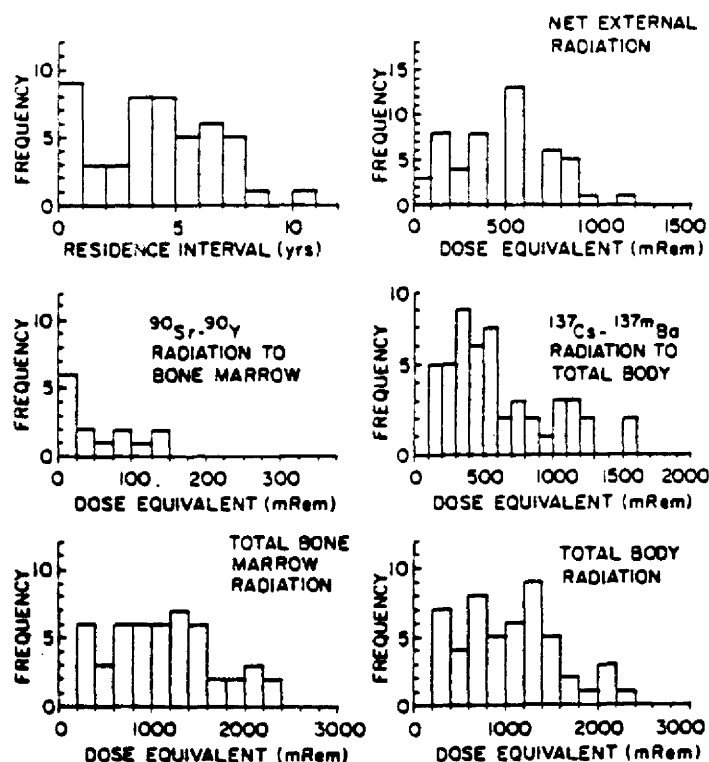 FREQUENCY
10
5
0
0 5 10
RESIDENCE INTERVAL (yrs)
NET EXTERNAL
RADIATION
FREQUENCY
15
10
5
0
0 500 1000 1500
DOSE EQUIVALENT (mRem)
90Sr-90Y
RADIATION TO
BONE MARROW
FREQUENCY
10
5
0
0 100. 200 300
DOSE EQUIVALENT (mRem)
137Cs-137mBa
RADIATION TO
TOTAL BODY
FREQUENCY
10
5
0
0 500 1000 1500 2000
DOSE EQUIVALENT (mRem)
TOTAL BONE
MARROW
RADIATION
FREQUENCY
10
5
0
0 1000 2000 3000
DOSE EQUIVALENT (mRem)
TOTAL BODY
RADIATION
FREQUENCY
10
5
0
0 1000 2000 3000
DOSE EQUIVALENT (mRem)